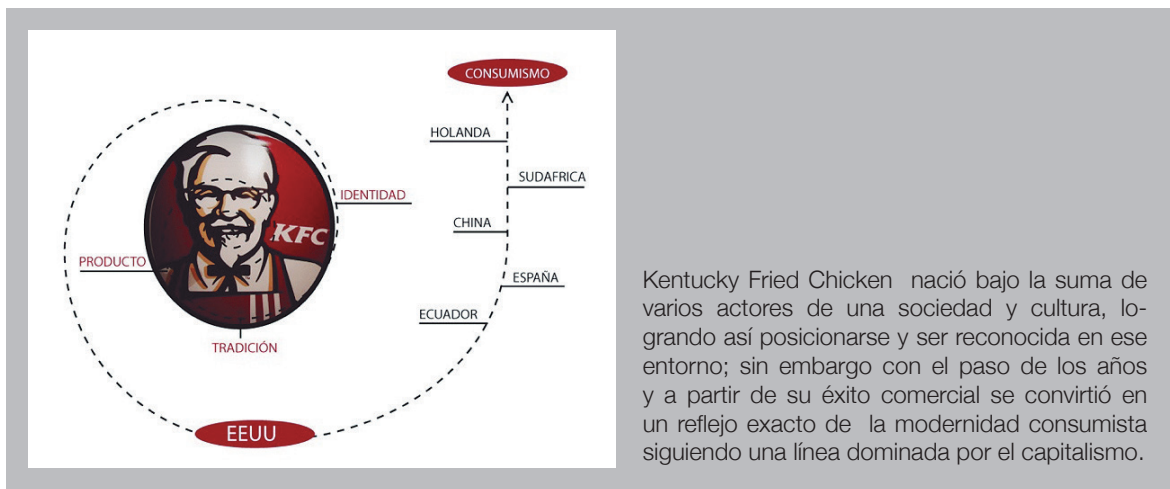 CONSUMISMO
HOLANDA
SUDAFRICA
IDENTIDAD
CHINA
KFC
PRODUCTO
ESPAÑA
ECUADOR
TRADICIÓN
EEUU
Kentucky Fried Chicken  nació bajo la suma de
varios actores de una sociedad y cultura, lo-
grando así posicionarse y ser reconocida en ese
entorno; sin embargo con el paso de los años
y a partir de su éxito comercial se convirtió en
un reflejo exacto de  la modernidad consumista
siguiendo una línea dominada por el capitalismo.